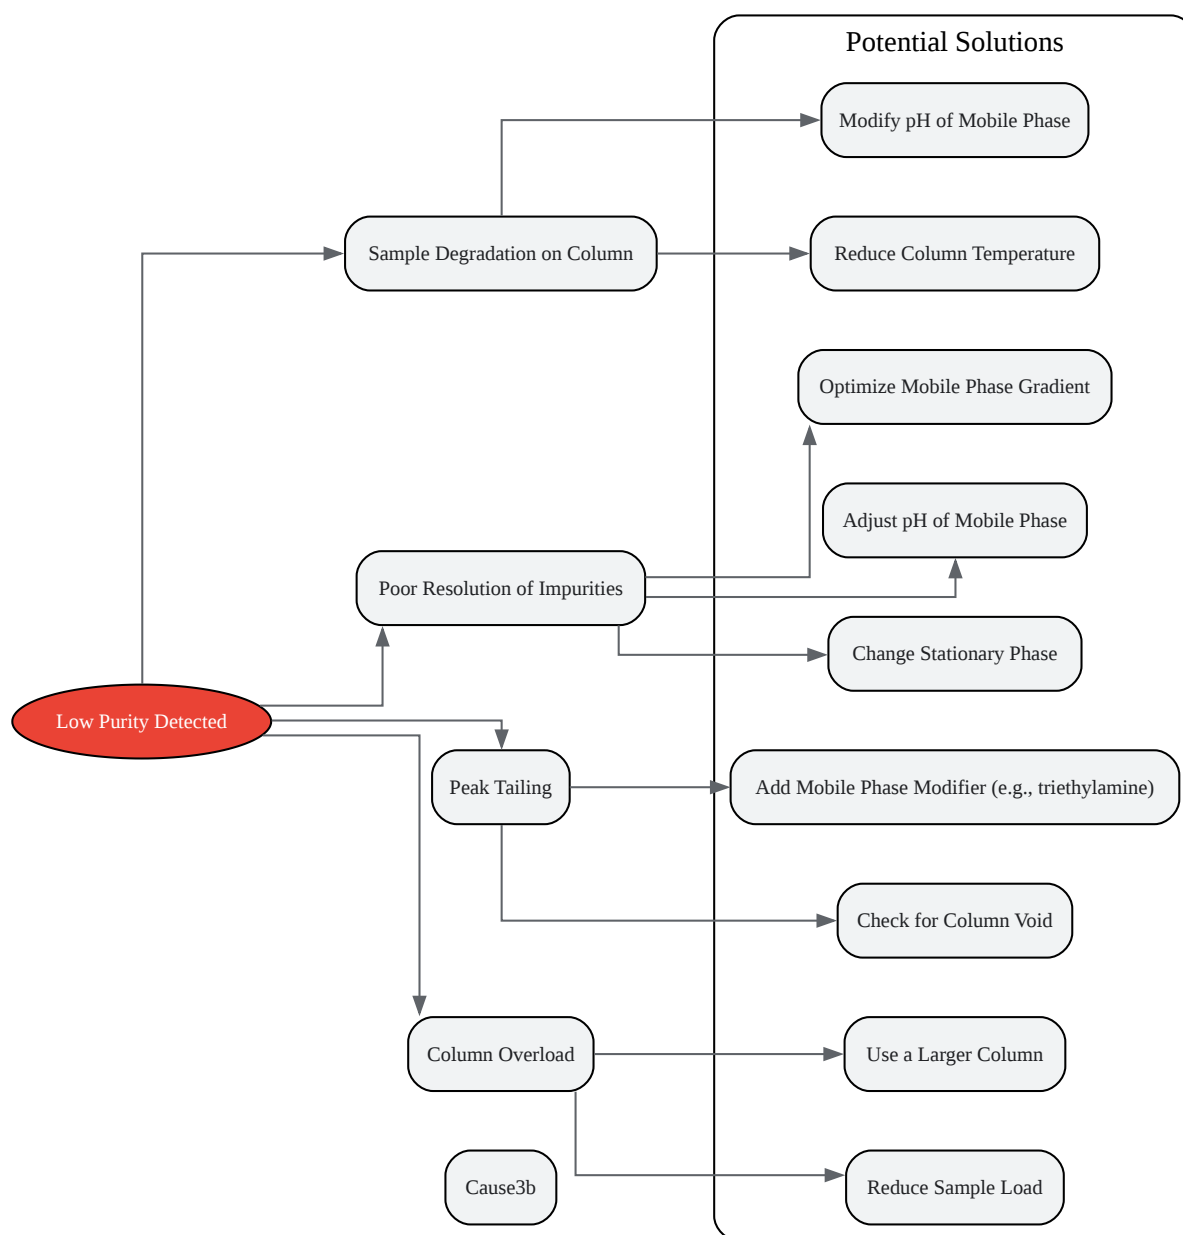 Potential Solutions
Modify pH of Mobile Phase
Sample Degradation on Column
Reduce Column Temperature
Optimize Mobile Phase Gradient
Adjust pH of Mobile Phase
Poor Resolution of Impurities
Change Stationary Phase
Low Purity Detected
Peak Tailing
Add Mobile Phase Modifier (e.g., triethylamine)
Check for Column Void
Column Overload
Use a Larger Column
Cause3b
Reduce Sample Load